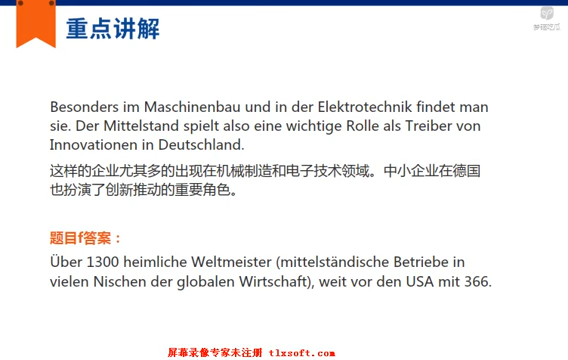 重点讲解
Besonders im Maschinenbau und in der Elektrotechnik findet man
sie. Der Mittelstand spielt also eine wichtige Rolle als Treiber von
Innovationen in Deutschland.
这样的企业尤其多的出现在机械制造和电子技术领域。中小企业在德国
也扮演了创新推动的重要角色。
题目f答案：
Über 1300 heimliche Weltmeister (mittelständische Betriebe in
vielen Nischen der globalen Wirtschaft), weit vor den USA mit 366.
屏幕录像专家未注册 tlxsoft.com